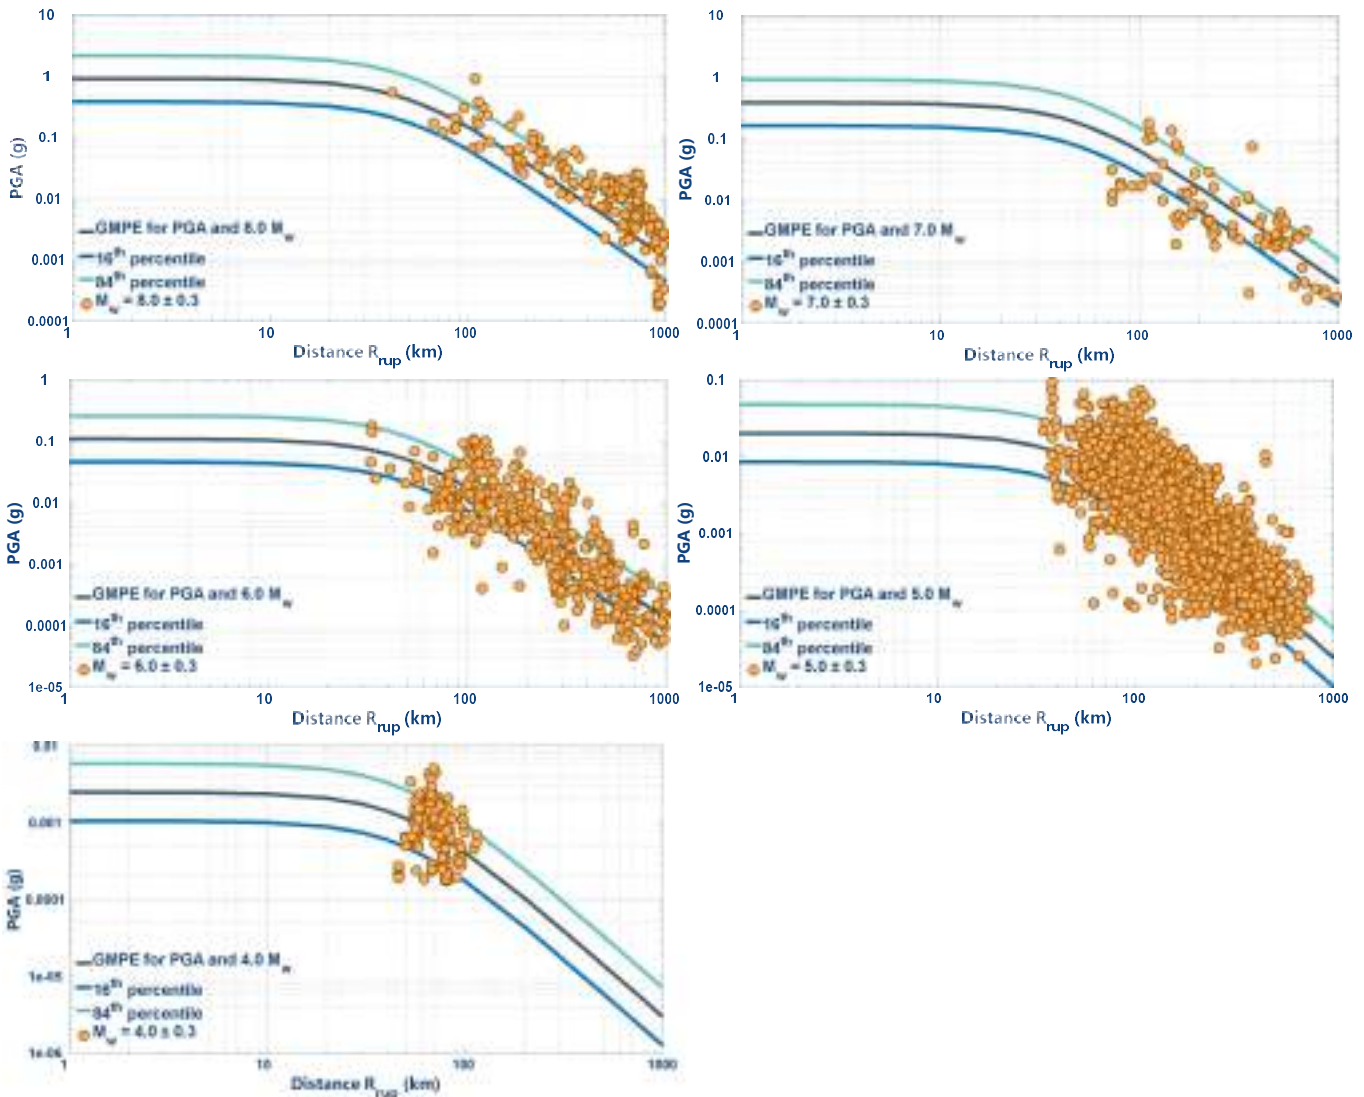 10
1
0.1
0.01
0.001
0.0001
PGA (g)
GMPE for PGA and 8.0 Mw
16th percentile
84th percentile
Mw = 8.0 ± 0.3
1 10 100 1000
Distance Rrup (km)
10
1
0.1
0.01
0.001
0.0001
PGA (g)
GMPE for PGA and 7.0 Mw
16th percentile
84th percentile
Mw = 7.0 ± 0.3
1 10 100 1000
Distance Rrup (km)
1
0.1
0.01
0.001
0.0001
1e-05
PGA (g)
GMPE for PGA and 6.0 Mw
16th percentile
84th percentile
Mw = 6.0 ± 0.3
1 10 100 1000
Distance Rrup (km)
0.1
0.01
0.001
0.0001
1e-05
PGA (g)
GMPE for PGA and 5.0 Mw
16th percentile
84th percentile
Mw = 5.0 ± 0.3
1 10 100 1000
Distance Rrup (km)
0.01
0.001
0.0001
1e-05
1e-06
PGA (g)
GMPE for PGA and 4.0 Mw
16th percentile
84th percentile
Mw = 4.0 ± 0.3
1 10 100 1000
Distance Rrup (km)